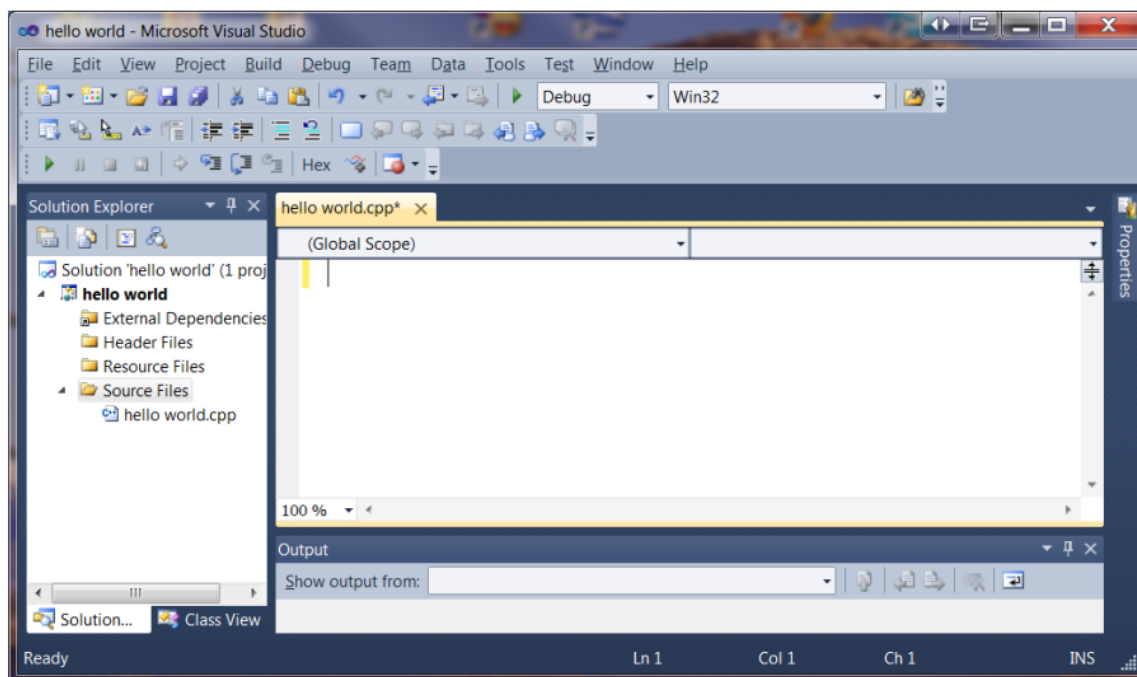 hello world - Microsoft Visual Studio
File Edit View Project Build Debug Team Data Tools Test Window Help
Debug Win32
Hex
Solution Explorer
hello world.cpp*
(Global Scope)
Solution 'hello world' (1 proj
hello world
External Dependencies
Header Files
Resource Files
Source Files
hello world.cpp
100 %
Output
Show output from:
Solution... Class View
Properties
Ready Ln 1 Col 1 Ch 1 INS